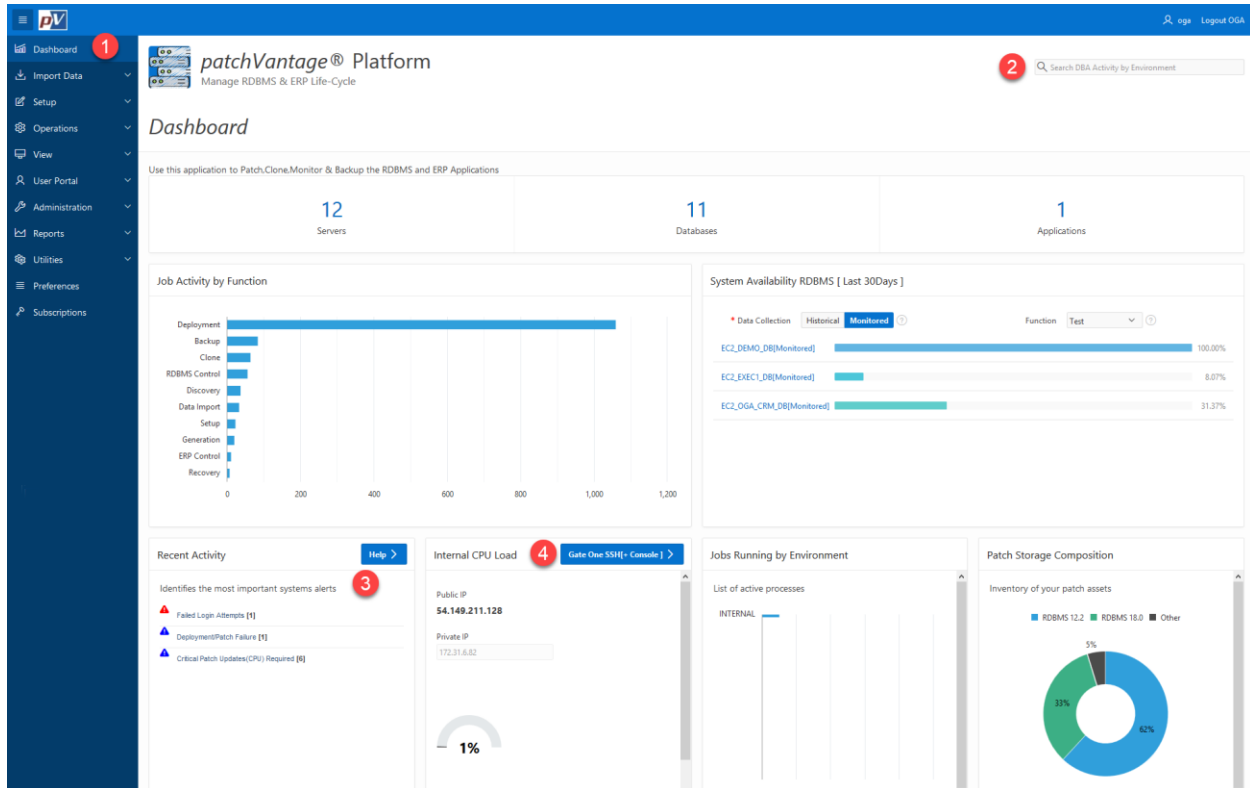 pV
oga Logout OGA
Dashboard
1
Import Data
Setup
Operations
View
User Portal
Administration
Reports
Utilities
Preferences
Subscriptions
patchVantage® Platform
Manage RDBMS & ERP Life-Cycle
2
Search DBA Activity by Environment
Dashboard
Use this application to Patch,Clone,Monitor & Backup the RDBMS and ERP Applications
12
Servers
11
Databases
1
Applications
Job Activity by Function
Deployment
Backup
Clone
RDBMS Control
Discovery
Data Import
Setup
Generation
ERP Control
Recovery
0 200 400 600 800 1,000 1,200
System Availability RDBMS [ Last 30Days ]
* Data Collection Historical Monitored ? Function Test ?
EC2_DEMO_DB[Monitored] 100.00%
EC2_EXEC1_DB[Monitored] 8.07%
EC2_OGA_CRM_DB[Monitored] 31.37%
Recent Activity
Help >
3
Identifies the most important systems alerts
Failed Login Attempts [1]
Deployment/Patch Failure [1]
Critical Patch Updates(CPU) Required [6]
Internal CPU Load
4
Gate One SSH[+ Console ] >
Public IP
54.149.211.128
Private IP
172.31.6.82
1%
Jobs Running by Environment
List of active processes
INTERNAL
Patch Storage Composition
Inventory of your patch assets
RDBMS 12.2 RDBMS 18.0 Other
5%
33%
62%